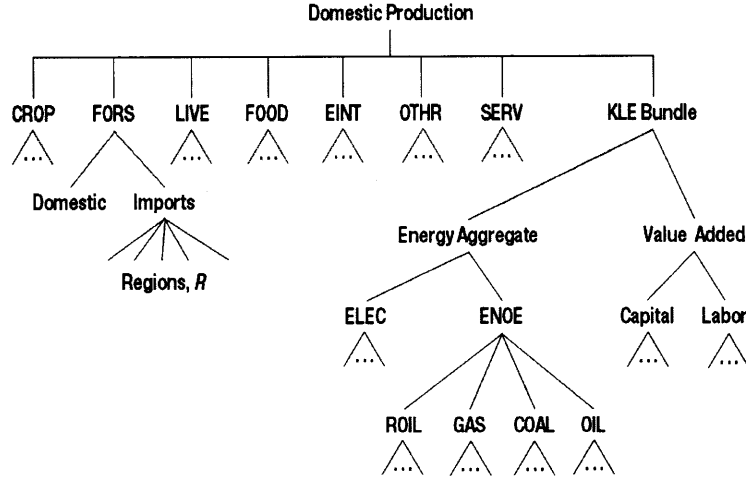 Domestic Production
CROP FORS LIVE FOOD EINT OTHR SERV KLE Bundle
... ... ... ... ... ... ...
Domestic Imports
Energy Aggregate Value Added
Regions, R
ELEC ENOE Capital Labor
... ... ...
ROIL GAS COAL OIL
... ... ... ...